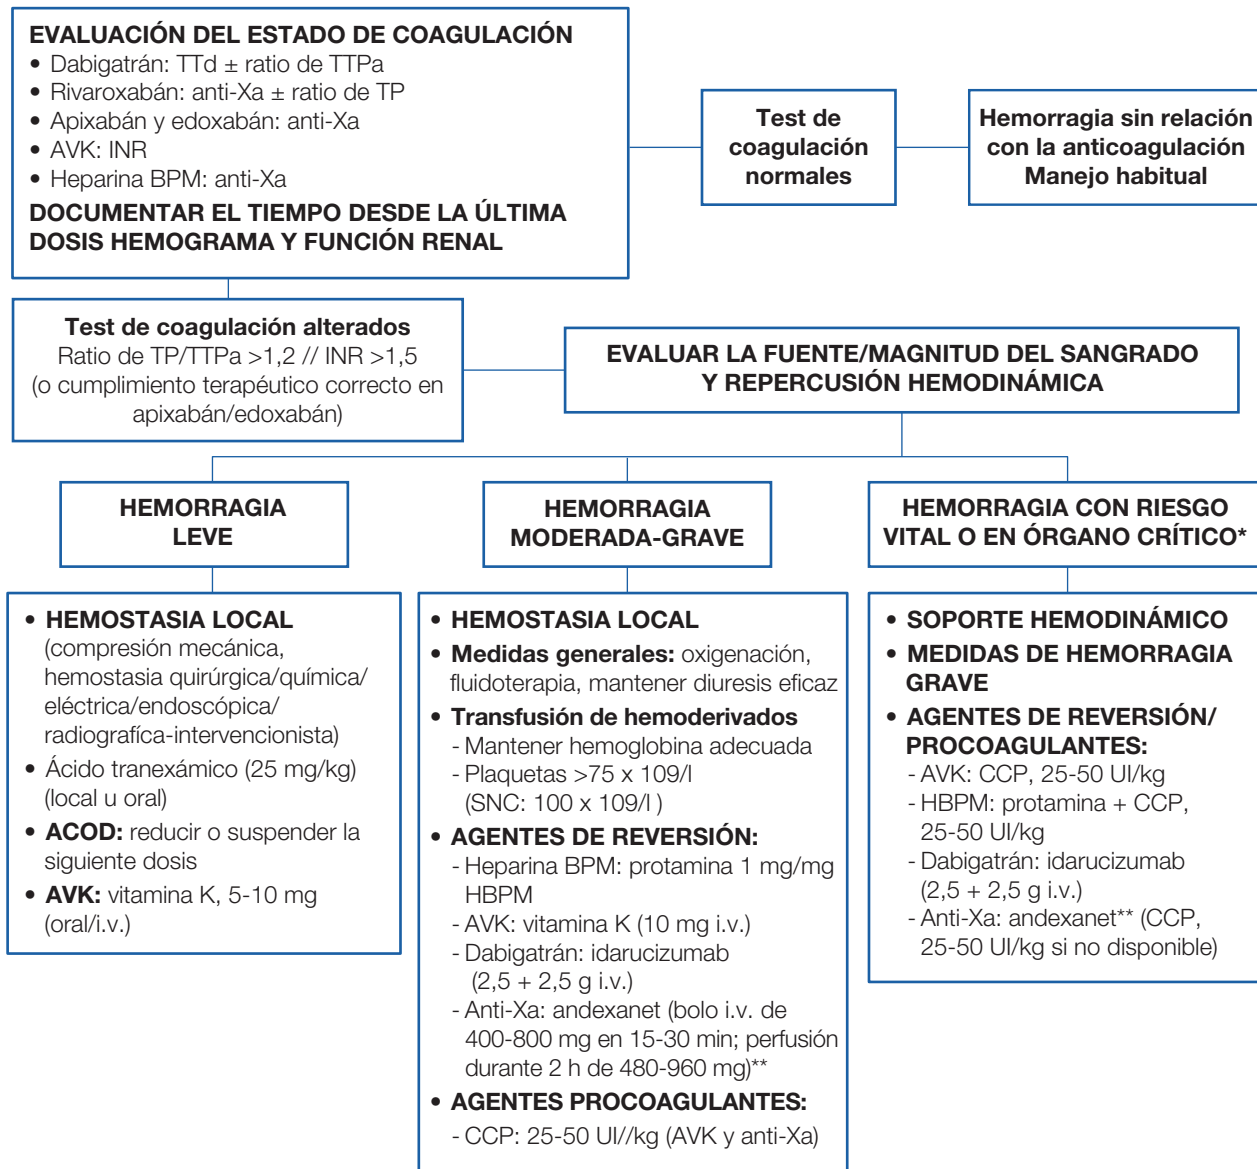 EVALUACIÓN DEL ESTADO DE COAGULACIÓN
• Dabigatrán: TTd ± ratio de TTPa
• Rivaroxabán: anti-Xa ± ratio de TP
• Apixabán y edoxabán: anti-Xa
• AVK: INR
• Heparina BPM: anti-Xa
DOCUMENTAR EL TIEMPO DESDE LA ÚLTIMA
DOSIS HEMOGRAMA Y FUNCIÓN RENAL
Test de
coagulación
normales
Hemorragia sin relación
con la anticoagulación
Manejo habitual
Test de coagulación alterados
Ratio de TP/TTPa >1,2 // INR >1,5
(o cumplimiento terapéutico correcto en
apixabán/edoxabán)
EVALUAR LA FUENTE/MAGNITUD DEL SANGRADO
Y REPERCUSIÓN HEMODINÁMICA
HEMORRAGIA
LEVE
HEMORRAGIA
MODERADA-GRAVE
HEMORRAGIA CON RIESGO
VITAL O EN ÓRGANO CRÍTICO*
• HEMOSTASIA LOCAL
(compresión mecánica,
hemostasia quirúrgica/química/
eléctrica/endoscópica/
radiografíca-intervencionista)
• Ácido tranexámico (25 mg/kg)
(local u oral)
• ACOD: reducir o suspender la
siguiente dosis
• AVK: vitamina K, 5-10 mg
(oral/i.v.)
• HEMOSTASIA LOCAL
• Medidas generales: oxigenación,
fluidoterapia, mantener diuresis eficaz
• Transfusión de hemoderivados
- Mantener hemoglobina adecuada
- Plaquetas >75 x 109/l
(SNC: 100 x 109/l )
• AGENTES DE REVERSIÓN:
- Heparina BPM: protamina 1 mg/mg
HBPM
- AVK: vitamina K (10 mg i.v.)
- Dabigatrán: idarucizumab
(2,5 + 2,5 g i.v.)
- Anti-Xa: andexanet (bolo i.v. de
400-800 mg en 15-30 min; perfusión
durante 2 h de 480-960 mg)**
• AGENTES PROCOAGULANTES:
- CCP: 25-50 UI//kg (AVK y anti-Xa)
• SOPORTE HEMODINÁMICO
• MEDIDAS DE HEMORRAGIA
GRAVE
• AGENTES DE REVERSIÓN/
PROCOAGULANTES:
- AVK: CCP, 25-50 UI/kg
- HBPM: protamina + CCP,
25-50 UI/kg
- Dabigatrán: idarucizumab
(2,5 + 2,5 g i.v.)
- Anti-Xa: andexanet** (CCP,
25-50 UI/kg si no disponible)